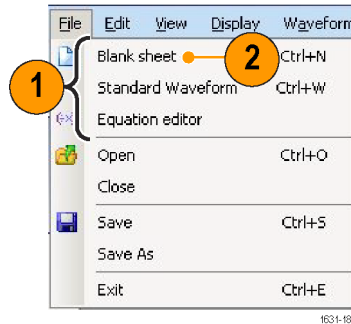 File Edit View Display Waveform
Blank sheet 2 Ctrl+N
1
Standard Waveform Ctrl+W
Equation editor
Open Ctrl+O
Close
Save Ctrl+S
Save As
Exit Ctrl+E
1631-18